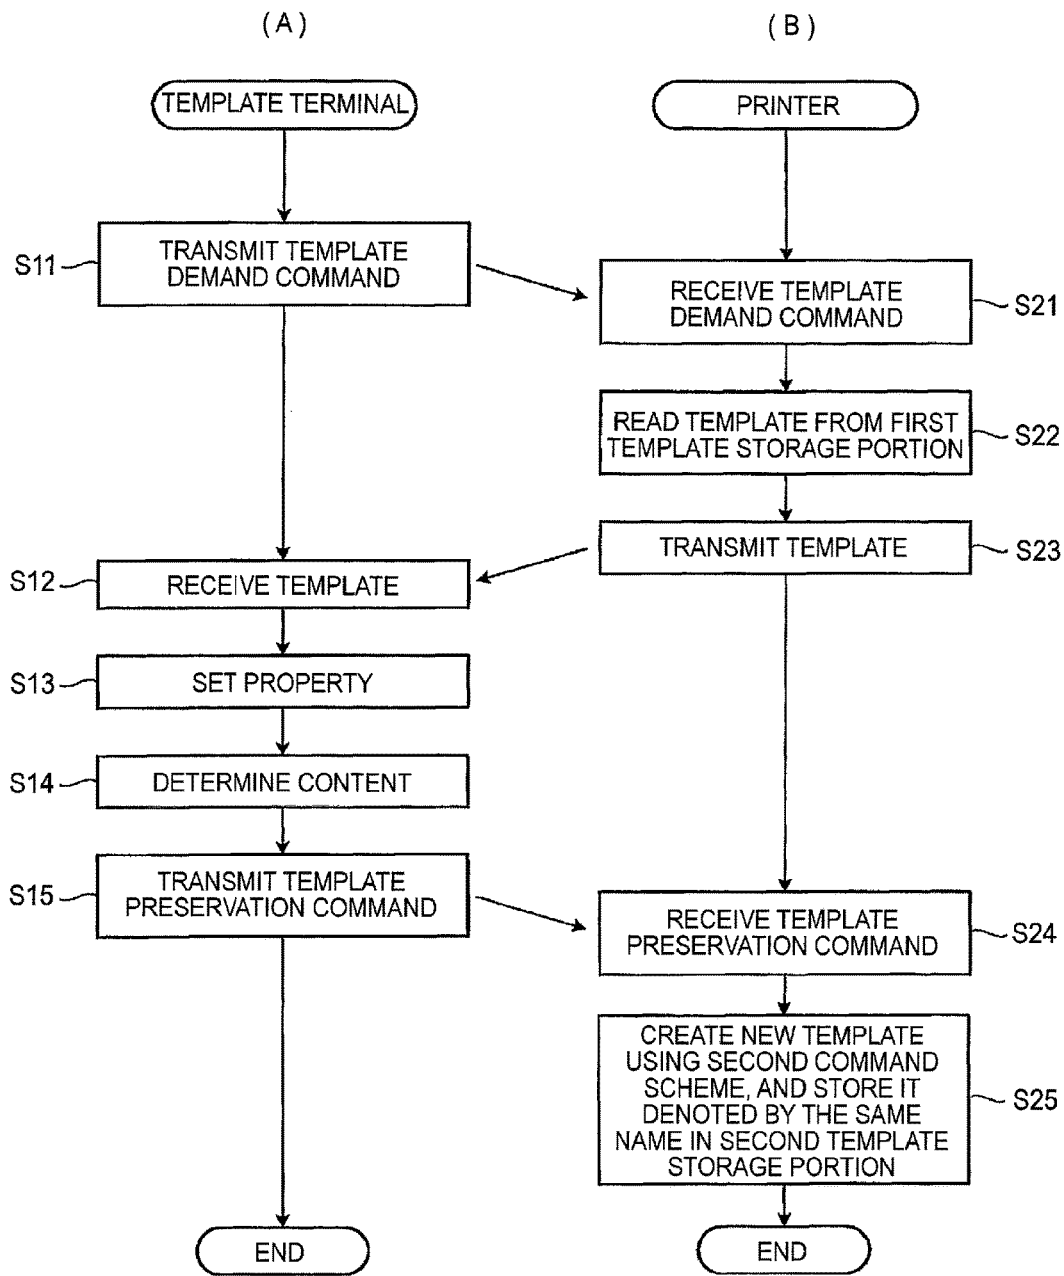 (A)
(B)
TEMPLATE TERMINAL
PRINTER
S11
TRANSMIT TEMPLATE
DEMAND COMMAND
RECEIVE TEMPLATE
DEMAND COMMAND
S21
READ TEMPLATE FROM FIRST
TEMPLATE STORAGE PORTION
S22
TRANSMIT TEMPLATE
S23
S12
RECEIVE TEMPLATE
S13
SET PROPERTY
S14
DETERMINE CONTENT
S15
TRANSMIT TEMPLATE
PRESERVATION COMMAND
RECEIVE TEMPLATE
PRESERVATION COMMAND
S24
CREATE NEW TEMPLATE
USING SECOND COMMAND
SCHEME, AND STORE IT
DENOTED BY THE SAME
NAME IN SECOND TEMPLATE
STORAGE PORTION
S25
END
END